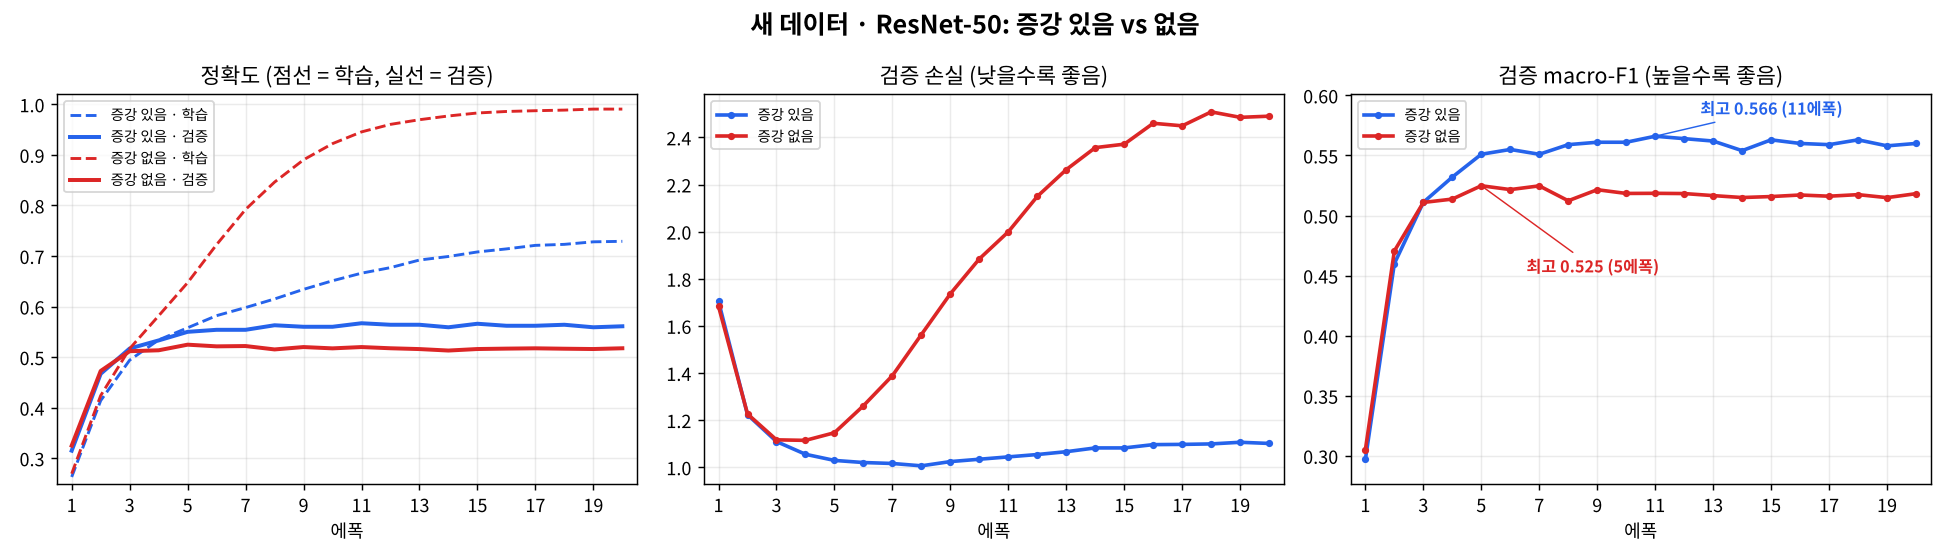 새 데이터 · ResNet-50: 증강 있음 vs 없음
정확도 (점선 = 학습, 실선 = 검증)
증강 있음 · 학습
증강 있음 · 검증
증강 없음 · 학습
증강 없음 · 검증
1.0
0.9
0.8
0.7
0.6
0.5
0.4
0.3
1 3 5 7 9 11 13 15 17 19
에폭
검증 손실 (낮을수록 좋음)
증강 있음
증강 없음
2.4
2.2
2.0
1.8
1.6
1.4
1.2
1.0
1 3 5 7 9 11 13 15 17 19
에폭
검증 macro-F1 (높을수록 좋음)
증강 있음
증강 없음
최고 0.566 (11에폭)
최고 0.525 (5에폭)
0.60
0.55
0.50
0.45
0.40
0.35
0.30
1 3 5 7 9 11 13 15 17 19
에폭